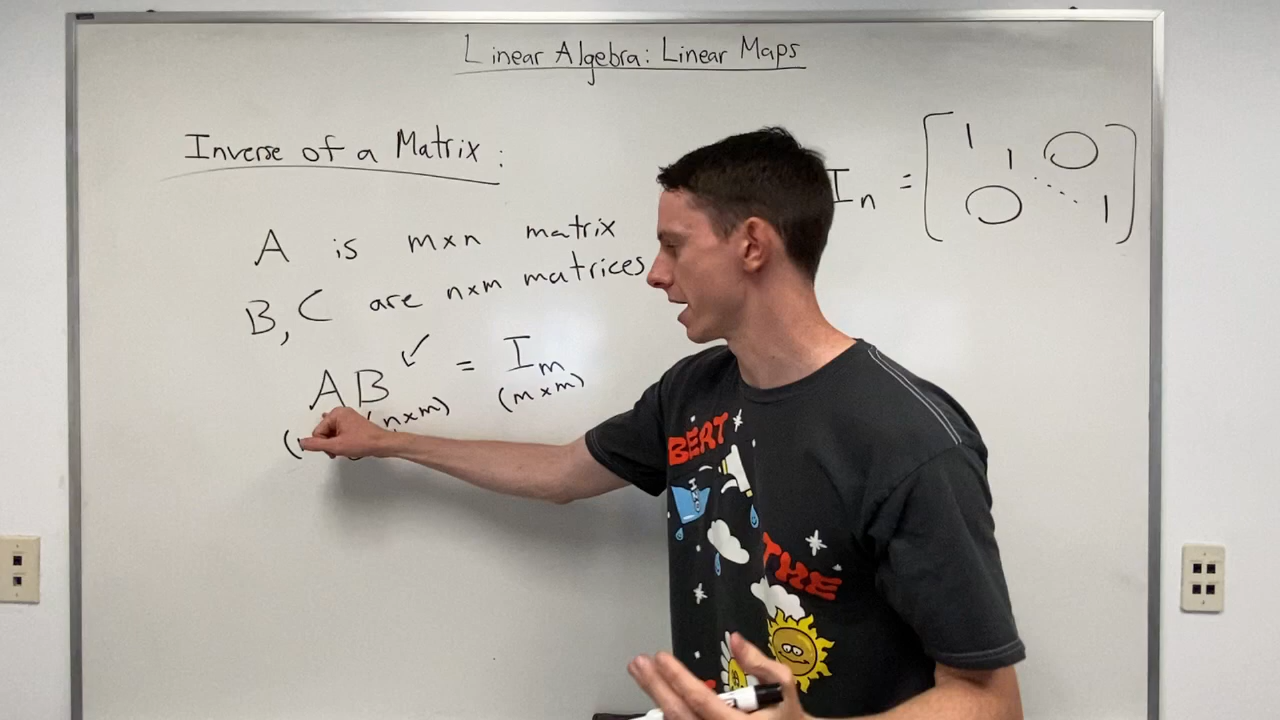 Linear Algebra: Linear Maps
Inverse of a Matrix:
A is m×n matrix
B, C are n×m matrices
AB = I_m
(n×m) (m×m)
I_n = [1 1 0 0 ⋱ 1]
BERT
THE